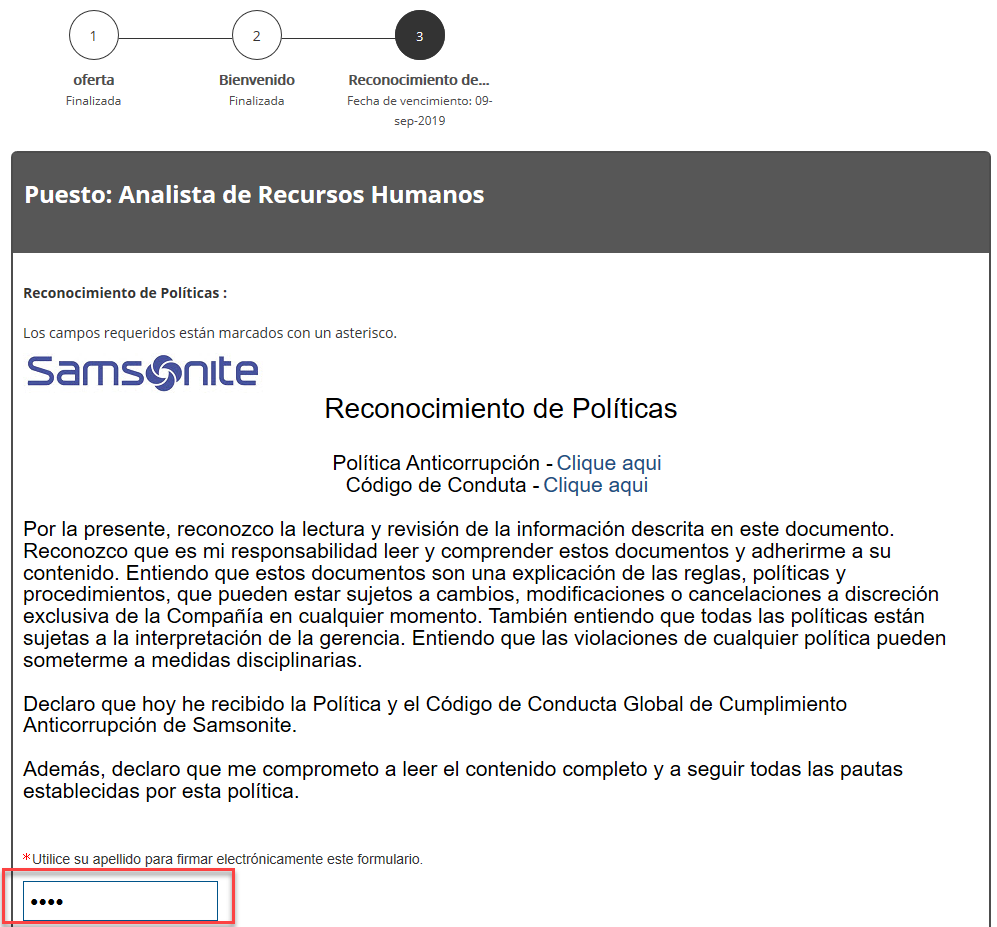 1 2 3
oferta Bienvenido Reconocimiento de...
Finalizada Finalizada Fecha de vencimiento: 09-
sep-2019
Puesto: Analista de Recursos Humanos
Reconocimiento de Políticas :
Los campos requeridos están marcados con un asterisco.
Samsonite
Reconocimiento de Políticas
Política Anticorrupción - Clique aqui
Código de Conduta - Clique aqui
Por la presente, reconozco la lectura y revisión de la información descrita en este documento.
Reconozco que es mi responsabilidad leer y comprender estos documentos y adherirme a su
contenido. Entiendo que estos documentos son una explicación de las reglas, políticas y
procedimientos, que pueden estar sujetos a cambios, modificaciones o cancelaciones a discreción
exclusiva de la Compañía en cualquier momento. También entiendo que todas las políticas están
sujetas a la interpretación de la gerencia. Entiendo que las violaciones de cualquier política pueden
someterme a medidas disciplinarias.
Declaro que hoy he recibido la Política y el Código de Conducta Global de Cumplimiento
Anticorrupción de Samsonite.
Además, declaro que me comprometo a leer el contenido completo y a seguir todas las pautas
establecidas por esta política.
*Utilice su apellido para firmar electrónicamente este formulario.
••••